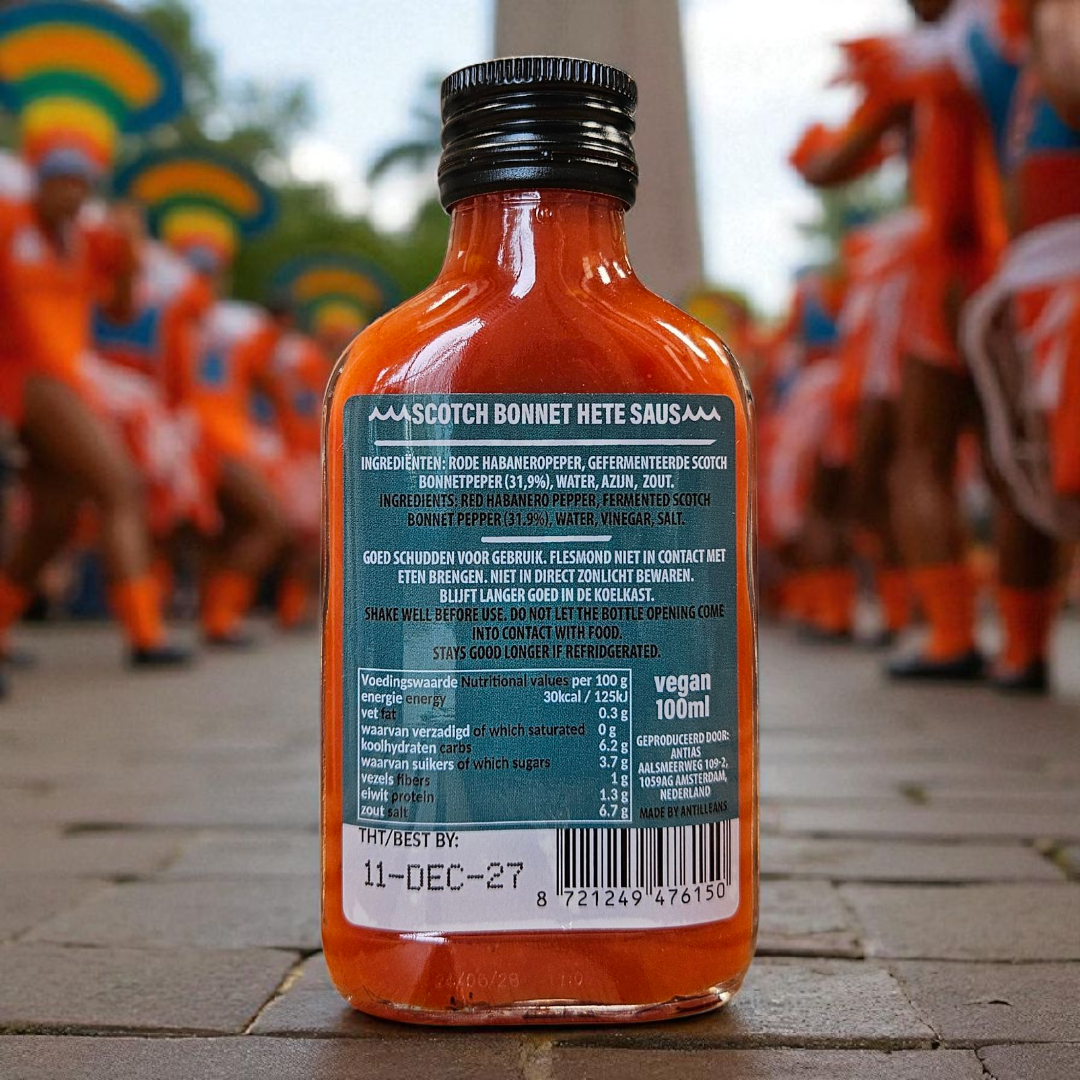 SCOTCH BONNET HETE SAUS
INGREDIËNTEN: RODE HABANEROPEPER, GEFERMENTEERDE SCOTCH
BONNETPEPER (31,9%), WATER, AZIJN, ZOUT.
INGREDIENTS: RED HABANERO PEPPER, FERMENTED SCOTCH
BONNET PEPPER (31.9%), WATER, VINEGAR, SALT.
GOED SCHUDDEN VOOR GEBRUIK. FLESMOND NIET IN CONTACT MET
ETEN BRENGEN. NIET IN DIRECT ZONLICHT BEWAREN.
BLIJFT LANGER GOED IN DE KOELKAST.
SHAKE WELL BEFORE USE. DO NOT LET THE BOTTLE OPENING COME
INTO CONTACT WITH FOOD.
STAYS GOOD LONGER IF REFRIDGERATED.
Voedingswaarde Nutritional values per 100 g
energie energy 30kcal / 125kJ
vet fat 0.3 g
waarvan verzadigd of which saturated 0 g
koolhydraten carbs 6.2 g
waarvan suikers of which sugars 3.7 g
vezels fibers 1 g
eiwit protein 1.3 g
zout salt 6.7 g
vegan
100ml
GEPRODUCEERD DOOR:
ANTIAS
AALSMEERWEG 109-2,
1059AG AMSTERDAM,
NEDERLAND
MADE BY ANTILLEANS
THT/BEST BY:
11-DEC-27
8 721249 476150